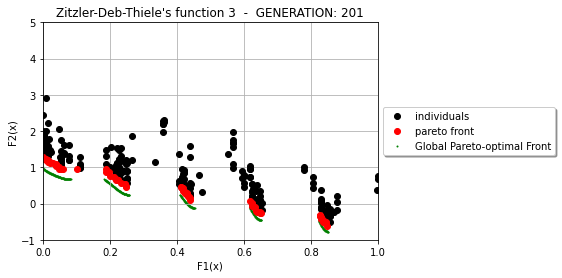 Zitzler-Deb-Thiele's function 3 - GENERATION: 201
5
4
3
2
1
0
−1
F2(x)
0.0 0.2 0.4 0.6 0.8 1.0
F1(x)
individuals
pareto front
Global Pareto-optimal Front